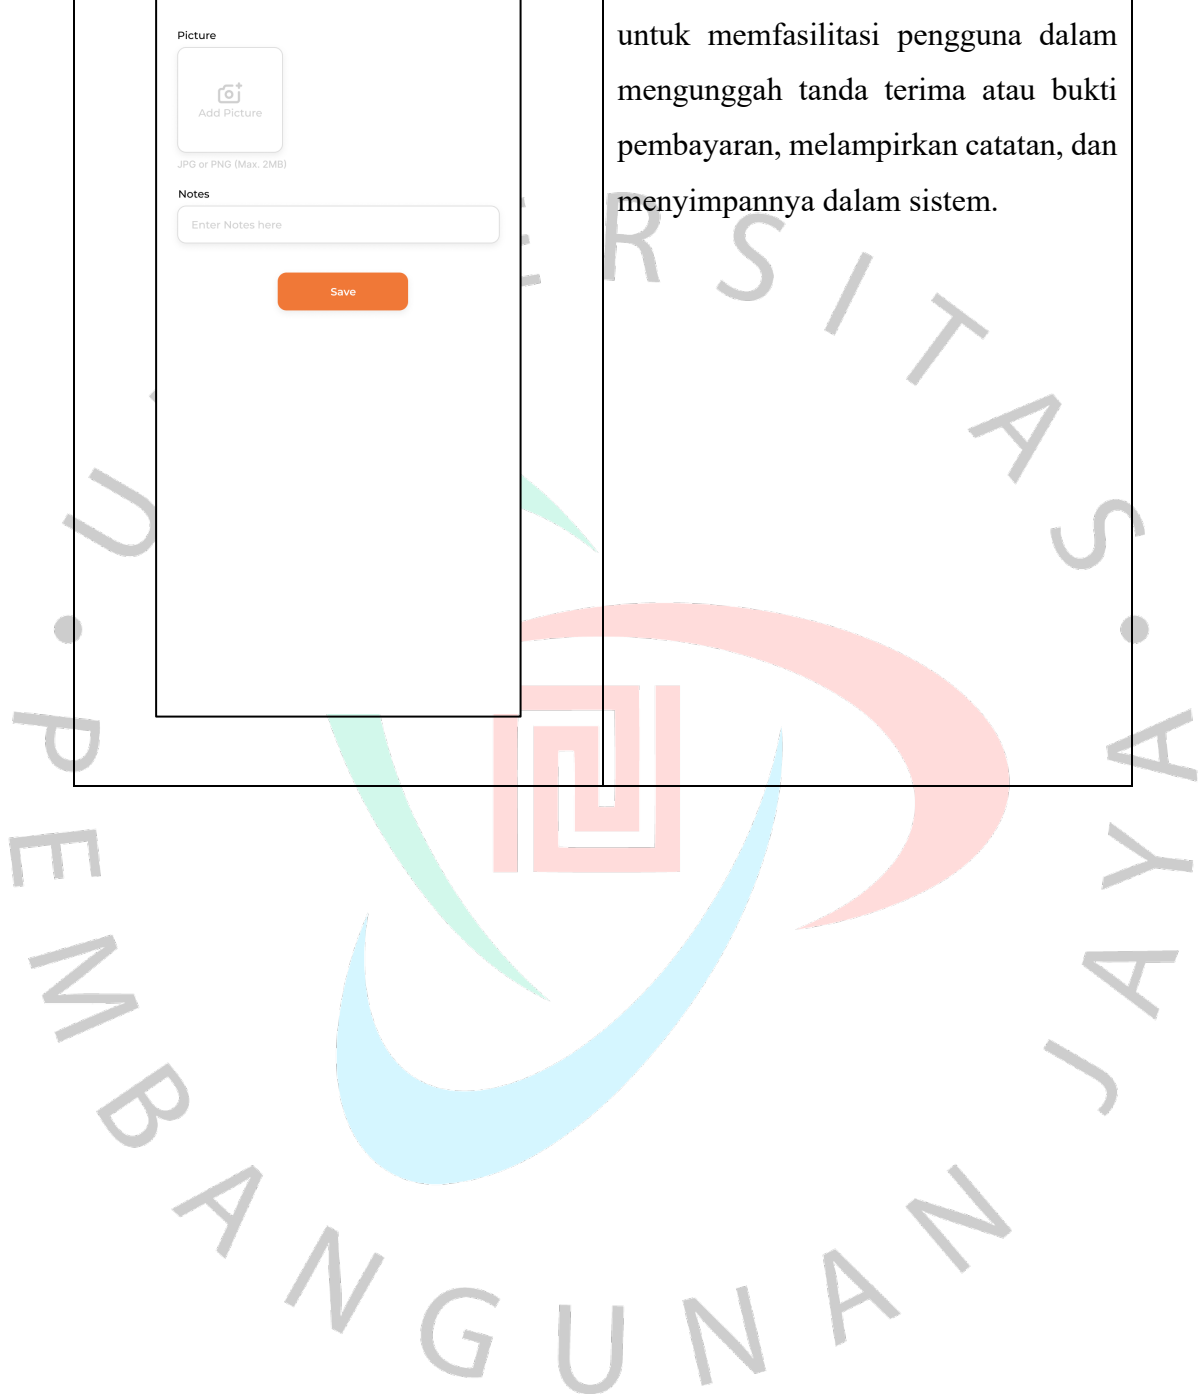 Picture
Add Picture
JPG or PNG (Max. 2MB)
Notes
Enter Notes here
Save
untuk memfasilitasi pengguna dalam
mengunggah tanda terima atau bukti
pembayaran, melampirkan catatan, dan
menyimpannya dalam sistem.
PEMBANGUNAN JAYA